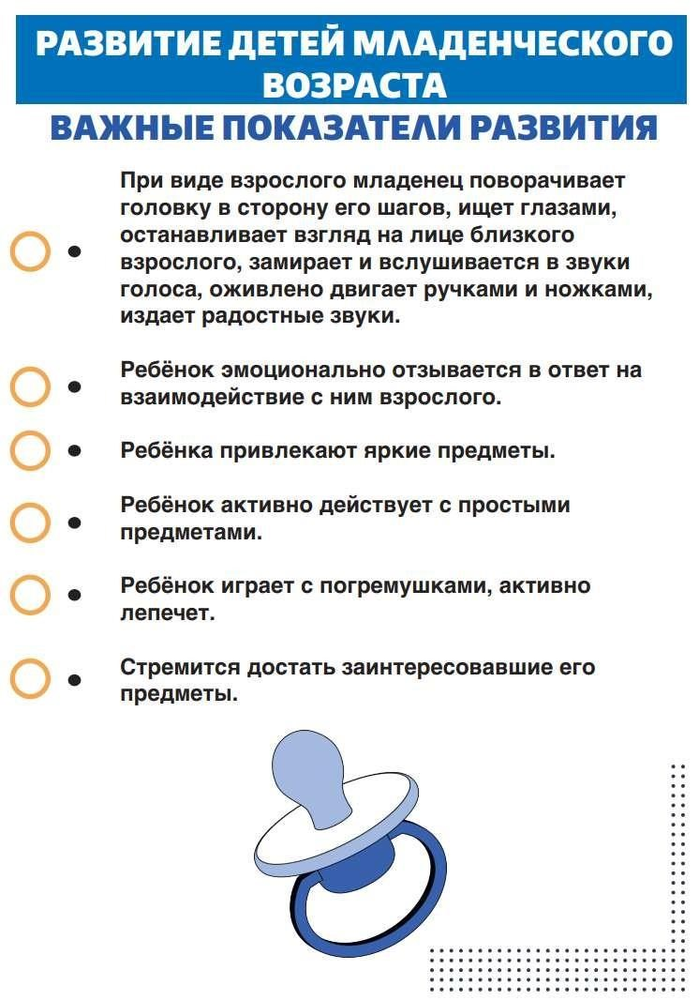 РАЗВИТИЕ ДЕТЕЙ МЛАДЕНЧЕСКОГО
ВОЗРАСТА
ВАЖНЫЕ ПОКАЗАТЕЛИ РАЗВИТИЯ
При виде взрослого младенец поворачивает
головку в сторону его шагов, ищет глазами,
останавливает взгляд на лице близкого
взрослого, замирает и вслушивается в звуки
голоса, оживлено двигает ручками и ножками,
издает радостные звуки.
Ребёнок эмоционально отзывается в ответ на
взаимодействие с ним взрослого.
Ребёнка привлекают яркие предметы.
Ребёнок активно действует с простыми
предметами.
Ребёнок играет с погремушками, активно
лепечет.
Стремится достать заинтересовавшие его
предметы.